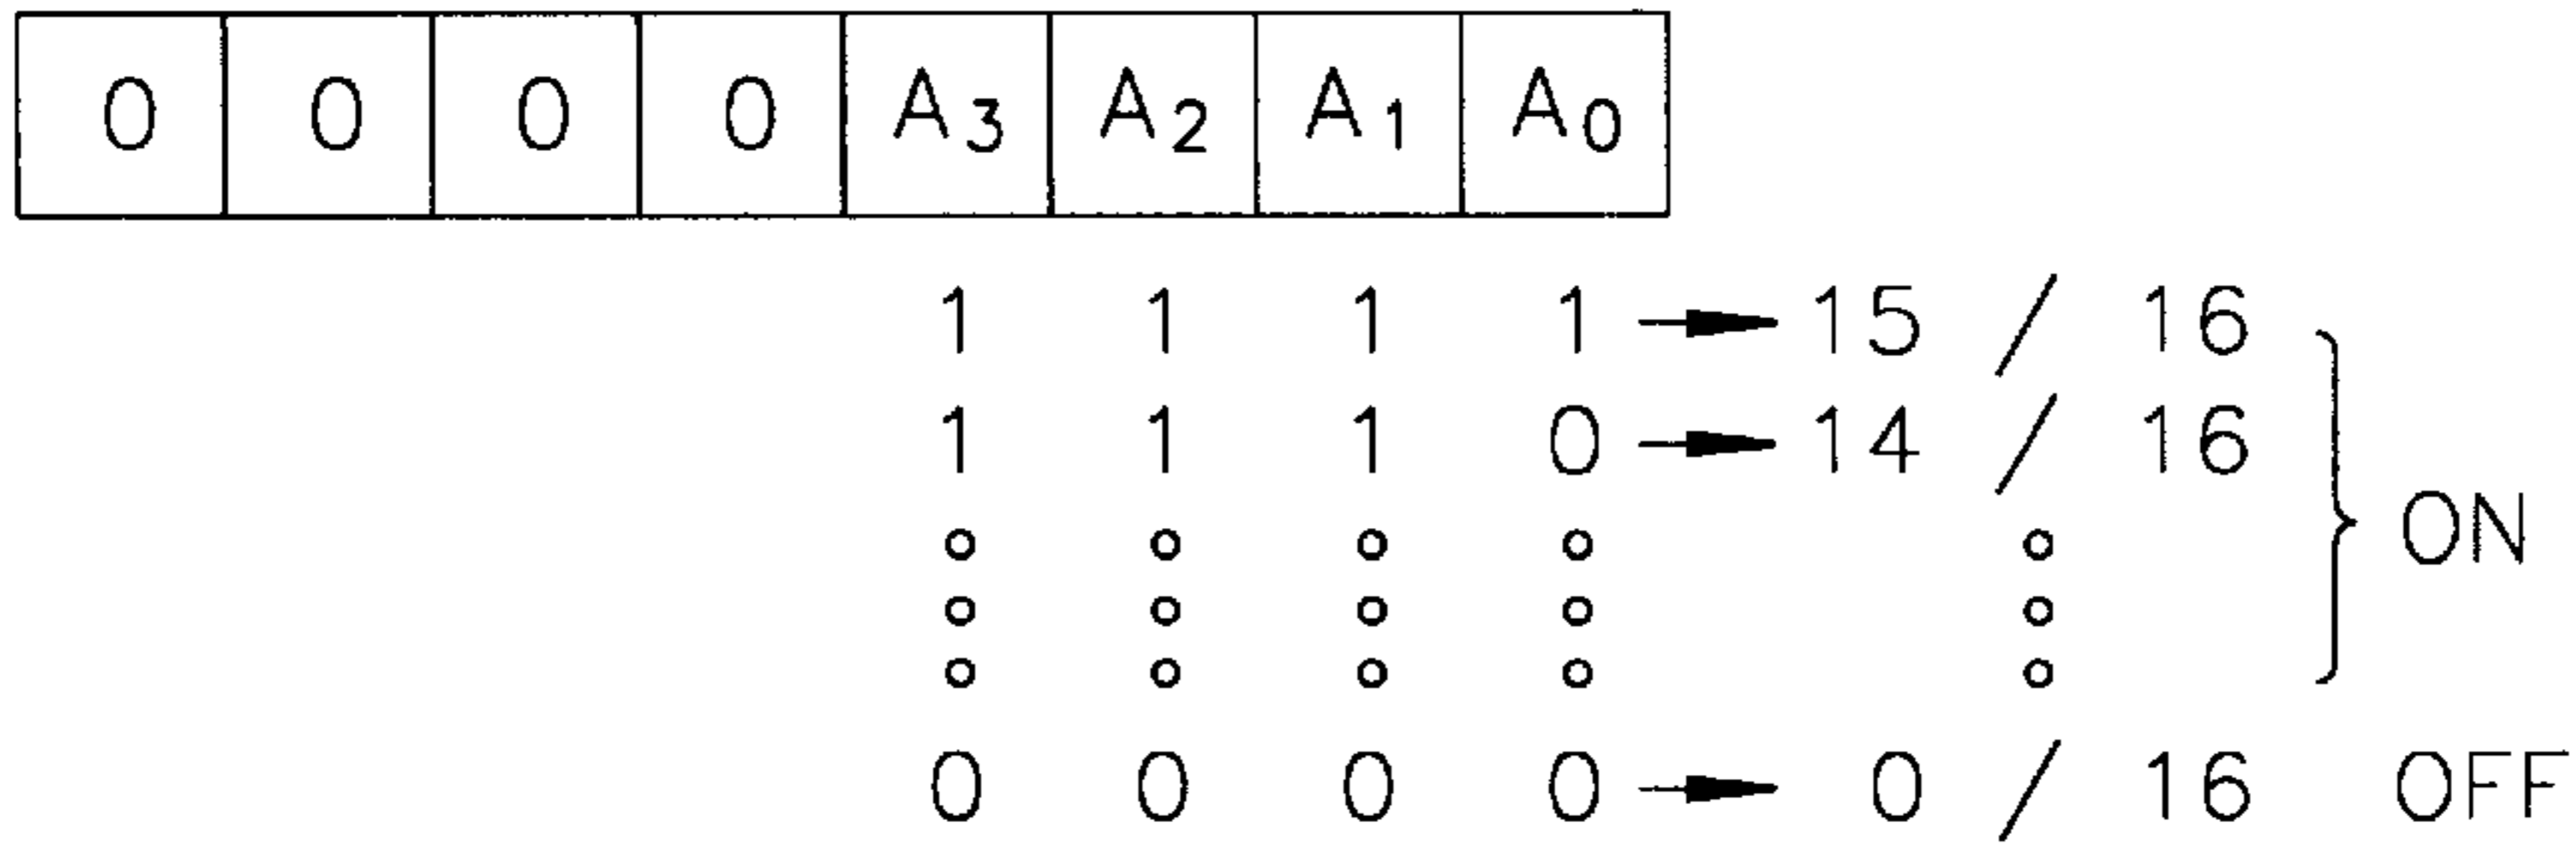 0 0 0 0 A3 A2 A1 A0
1 1 1 1 → 15 / 16
1 1 1 0 → 14 / 16
ON
0 0 0 0 → 0 / 16 OFF